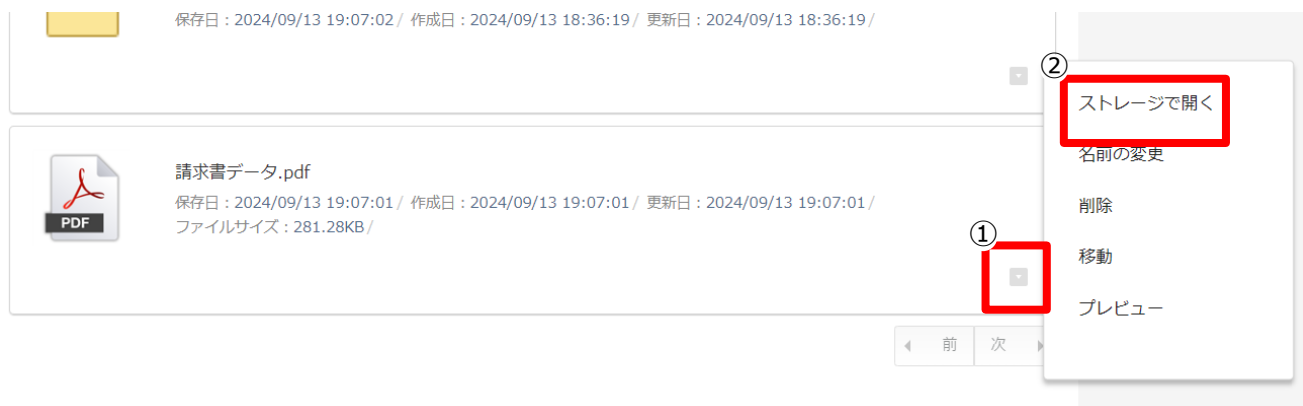 保存日：2024/09/13 19:07:02 / 作成日：2024/09/13 18:36:19 / 更新日：2024/09/13 18:36:19 /
②
ストレージで開く
名前の変更
削除
移動
プレビュー
請求書データ.pdf
保存日：2024/09/13 19:07:01 / 作成日：2024/09/13 19:07:01 / 更新日：2024/09/13 19:07:01 /
ファイルサイズ：281.28KB /
PDF
①
前 次